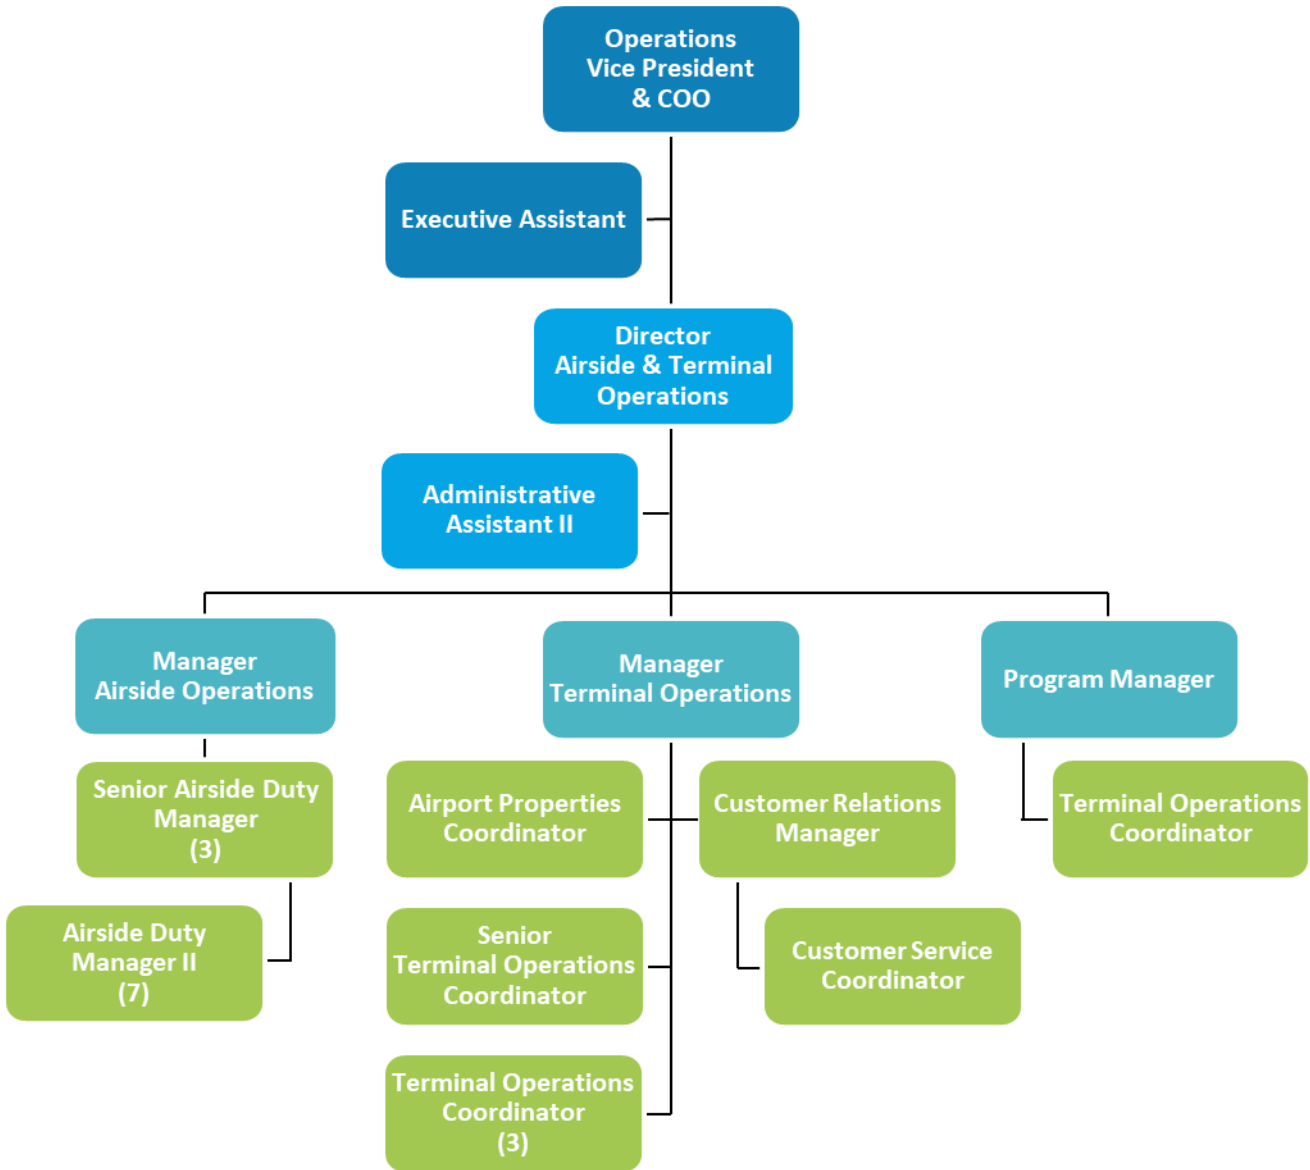 Operations
Vice President
& COO
Executive Assistant
Director
Airside & Terminal
Operations
Administrative
Assistant II
Manager
Airside Operations
Manager
Terminal Operations
Program Manager
Senior Airside Duty
Manager
(3)
Airport Properties
Coordinator
Customer Relations
Manager
Terminal Operations
Coordinator
Airside Duty
Manager II
(7)
Senior
Terminal Operations
Coordinator
Customer Service
Coordinator
Terminal Operations
Coordinator
(3)